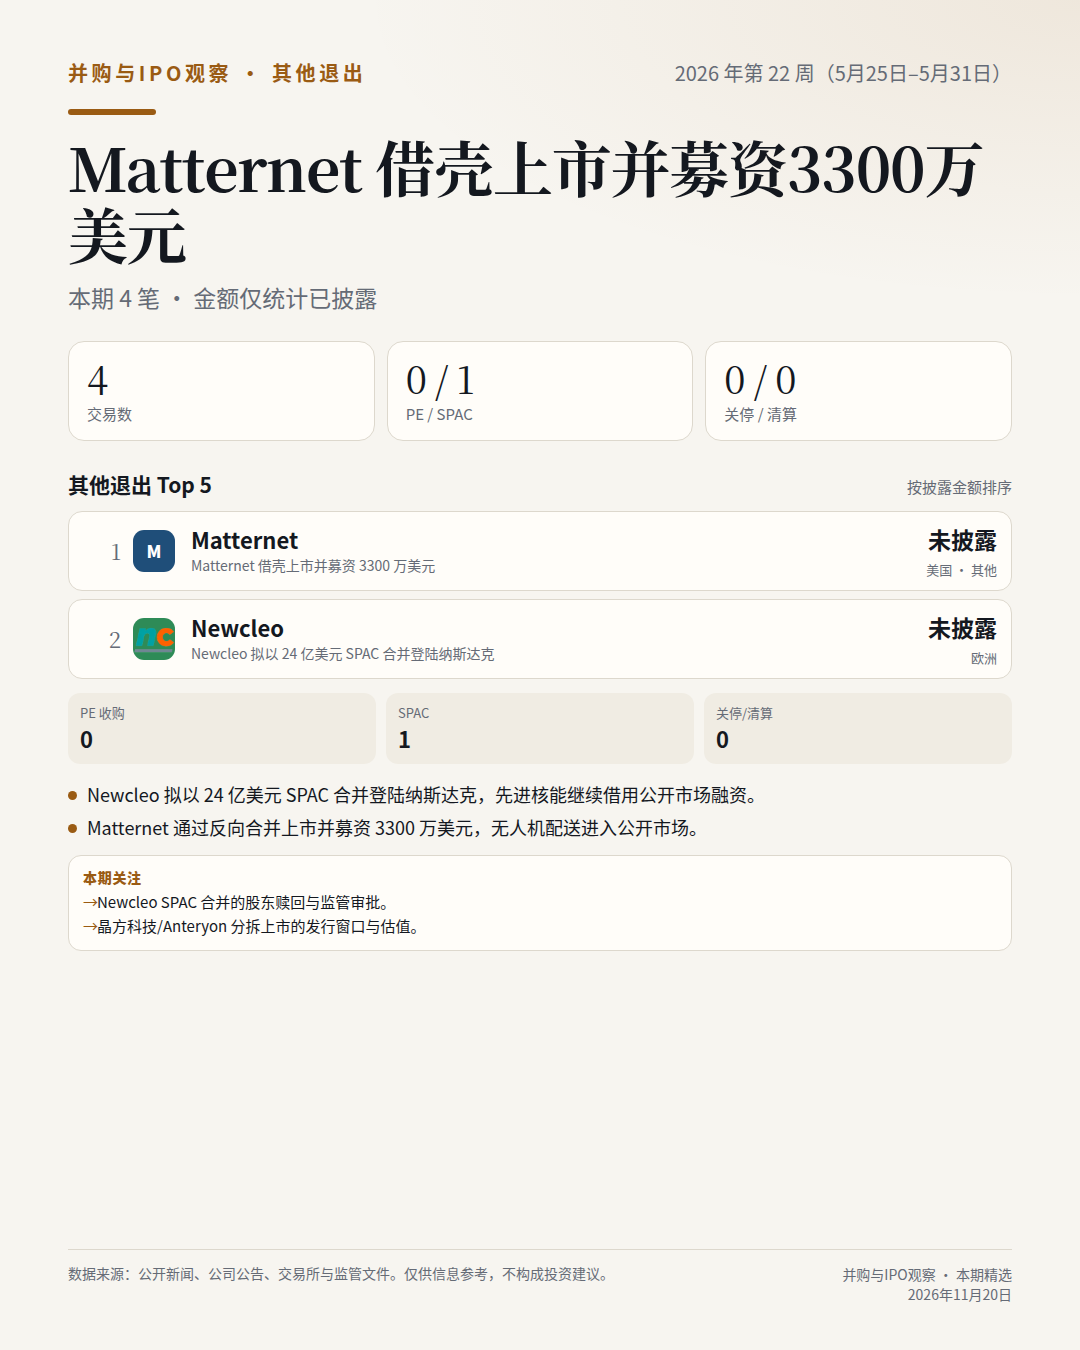 并购与IPO观察 · 其他退出
2026 年第 22 周（5月25日–5月31日）
Matternet 借壳上市并募资3300万
美元
本期 4 笔 · 金额仅统计已披露
4
交易数
0 / 1
PE / SPAC
0 / 0
关停 / 清算
其他退出 Top 5
按披露金额排序
1
M
Matternet
Matternet 借壳上市并募资 3300 万美元
未披露
美国 · 其他
2
nc
Newcleo
Newcleo 拟以 24 亿美元 SPAC 合并登陆纳斯达克
未披露
欧洲
PE 收购
0
SPAC
1
关停/清算
0
Newcleo 拟以 24 亿美元 SPAC 合并登陆纳斯达克，先进核能继续借用公开市场融资。
Matternet 通过反向合并上市并募资 3300 万美元，无人机配送进入公开市场。
本期关注
→Newcleo SPAC 合并的股东赎回与监管审批。
→晶方科技/Anteryon 分拆上市的发行窗口与估值。
数据来源：公开新闻、公司公告、交易所与监管文件。仅供信息参考，不构成投资建议。
并购与IPO观察 · 本期精选
2026年11月20日